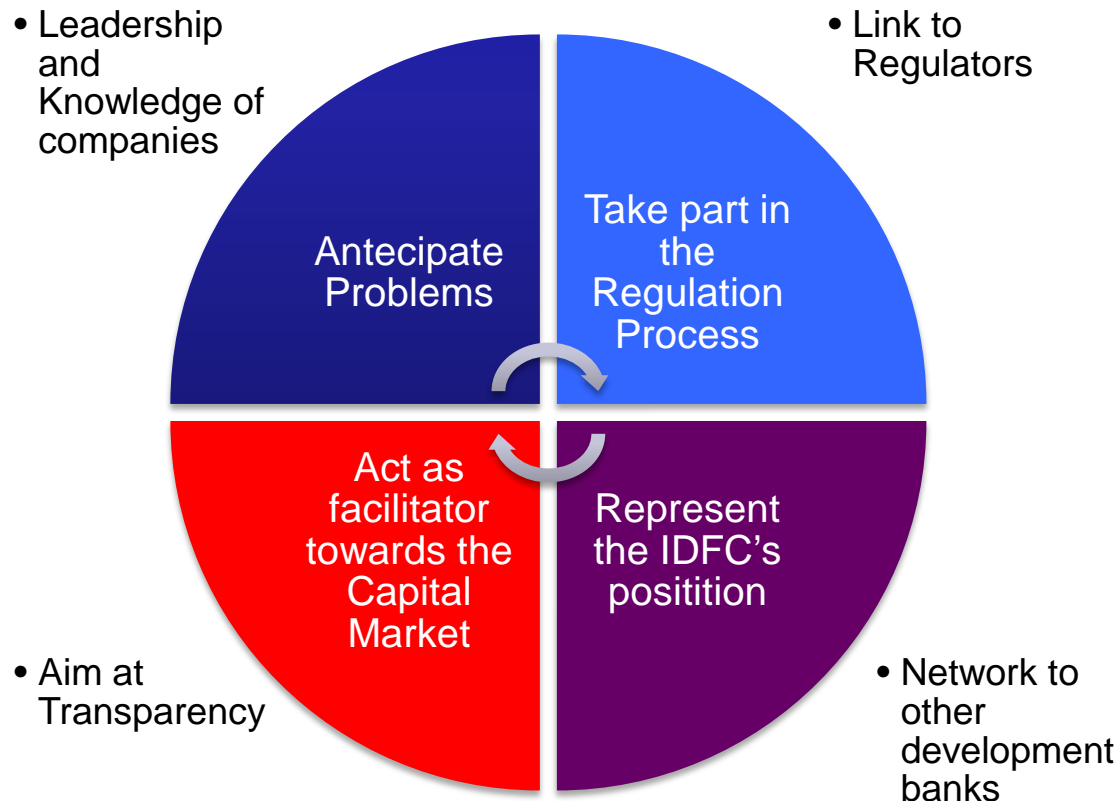 • Leadership
and
Knowledge of
companies
• Link to
Regulators
Antecipate
Problems
Take part in
the
Regulation
Process
Act as
facilitator
towards the
Capital
Market
Represent
the IDFC’s
positition
• Aim at
Transparency
• Network to
other
development
banks